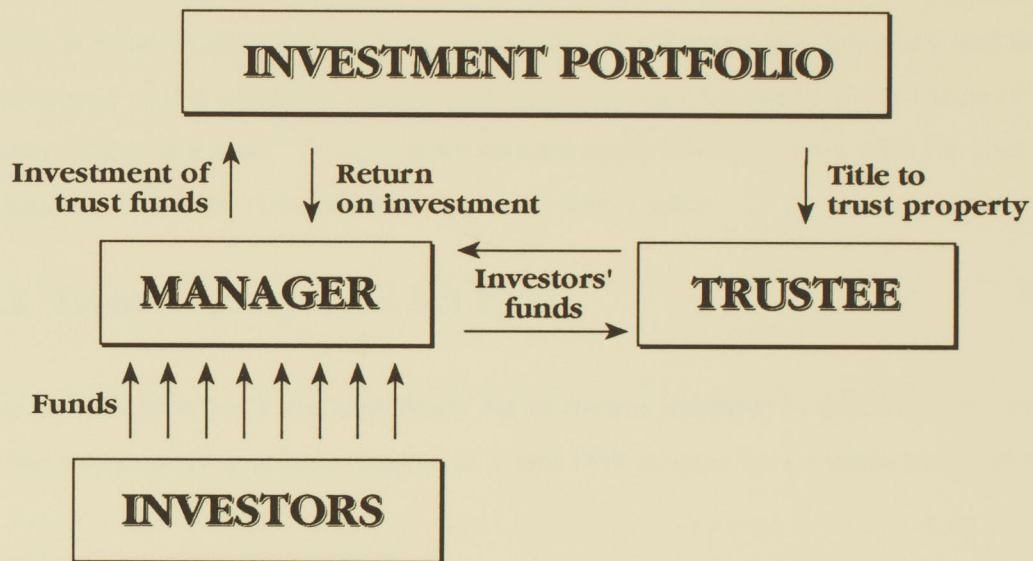 INVESTMENT PORTFOLIO
Investment of
trust funds
Return
on investment
Title to
trust property
MANAGER
Investors'
funds
TRUSTEE
Funds
INVESTORS